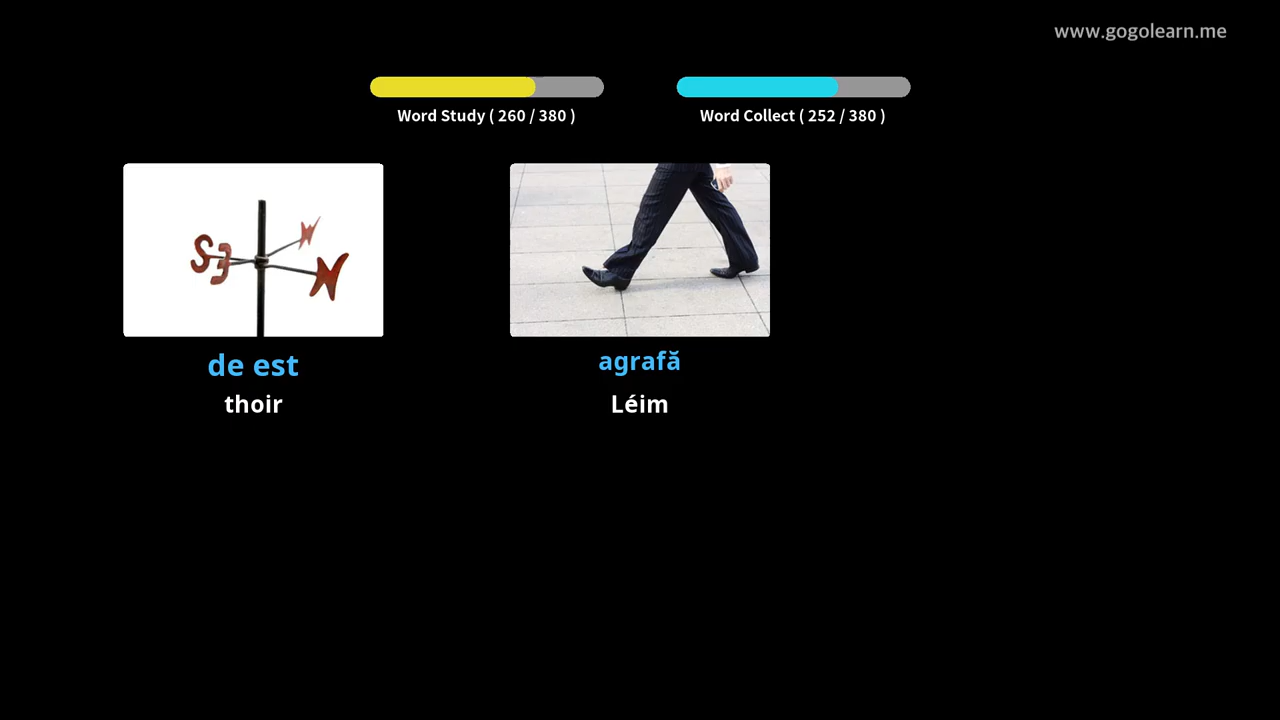 www.gogolearn.me
Word Study ( 260 / 380 )
Word Collect ( 252 / 380 )
S E N W
de est
thoir
agrafă
Léim